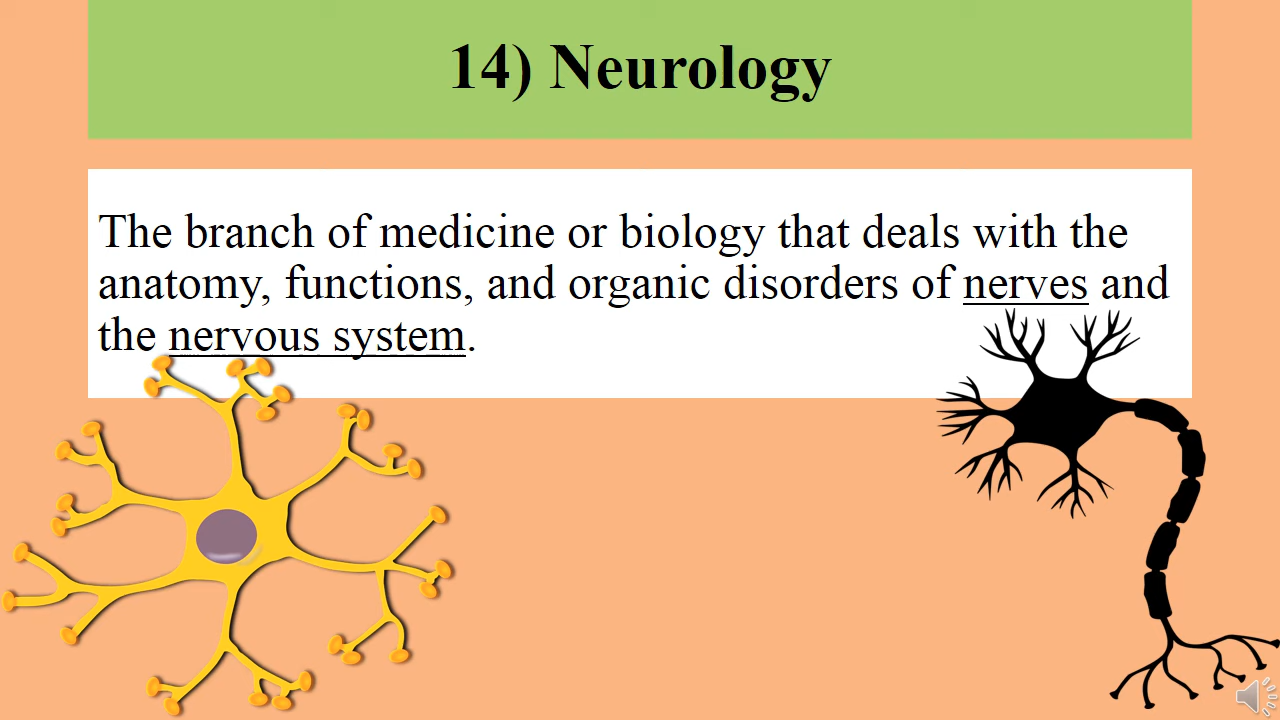 14) Neurology
The branch of medicine or biology that deals with the
anatomy, functions, and organic disorders of nerves and
the nervous system.